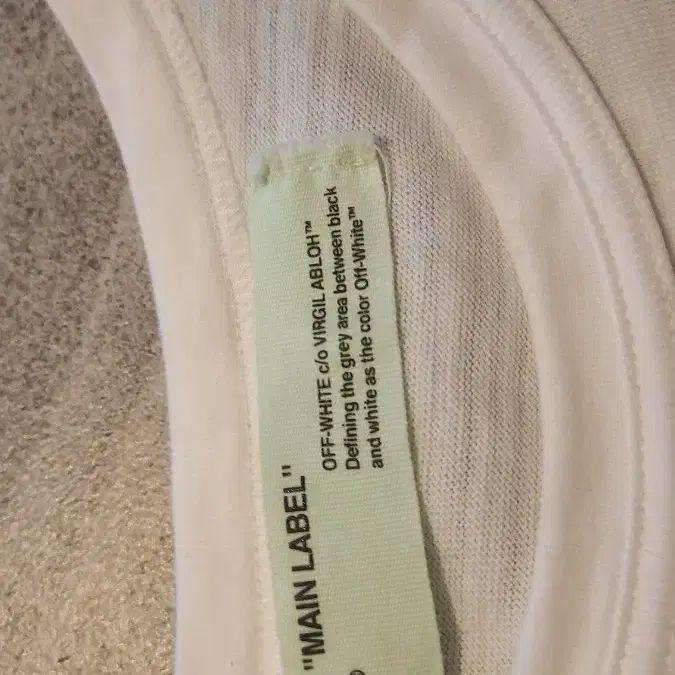 "MAIN LABEL"
OFF-WHITE c/o VIRGIL ABLOH™
Defining the grey area between black
and white as the color Off-White™
®